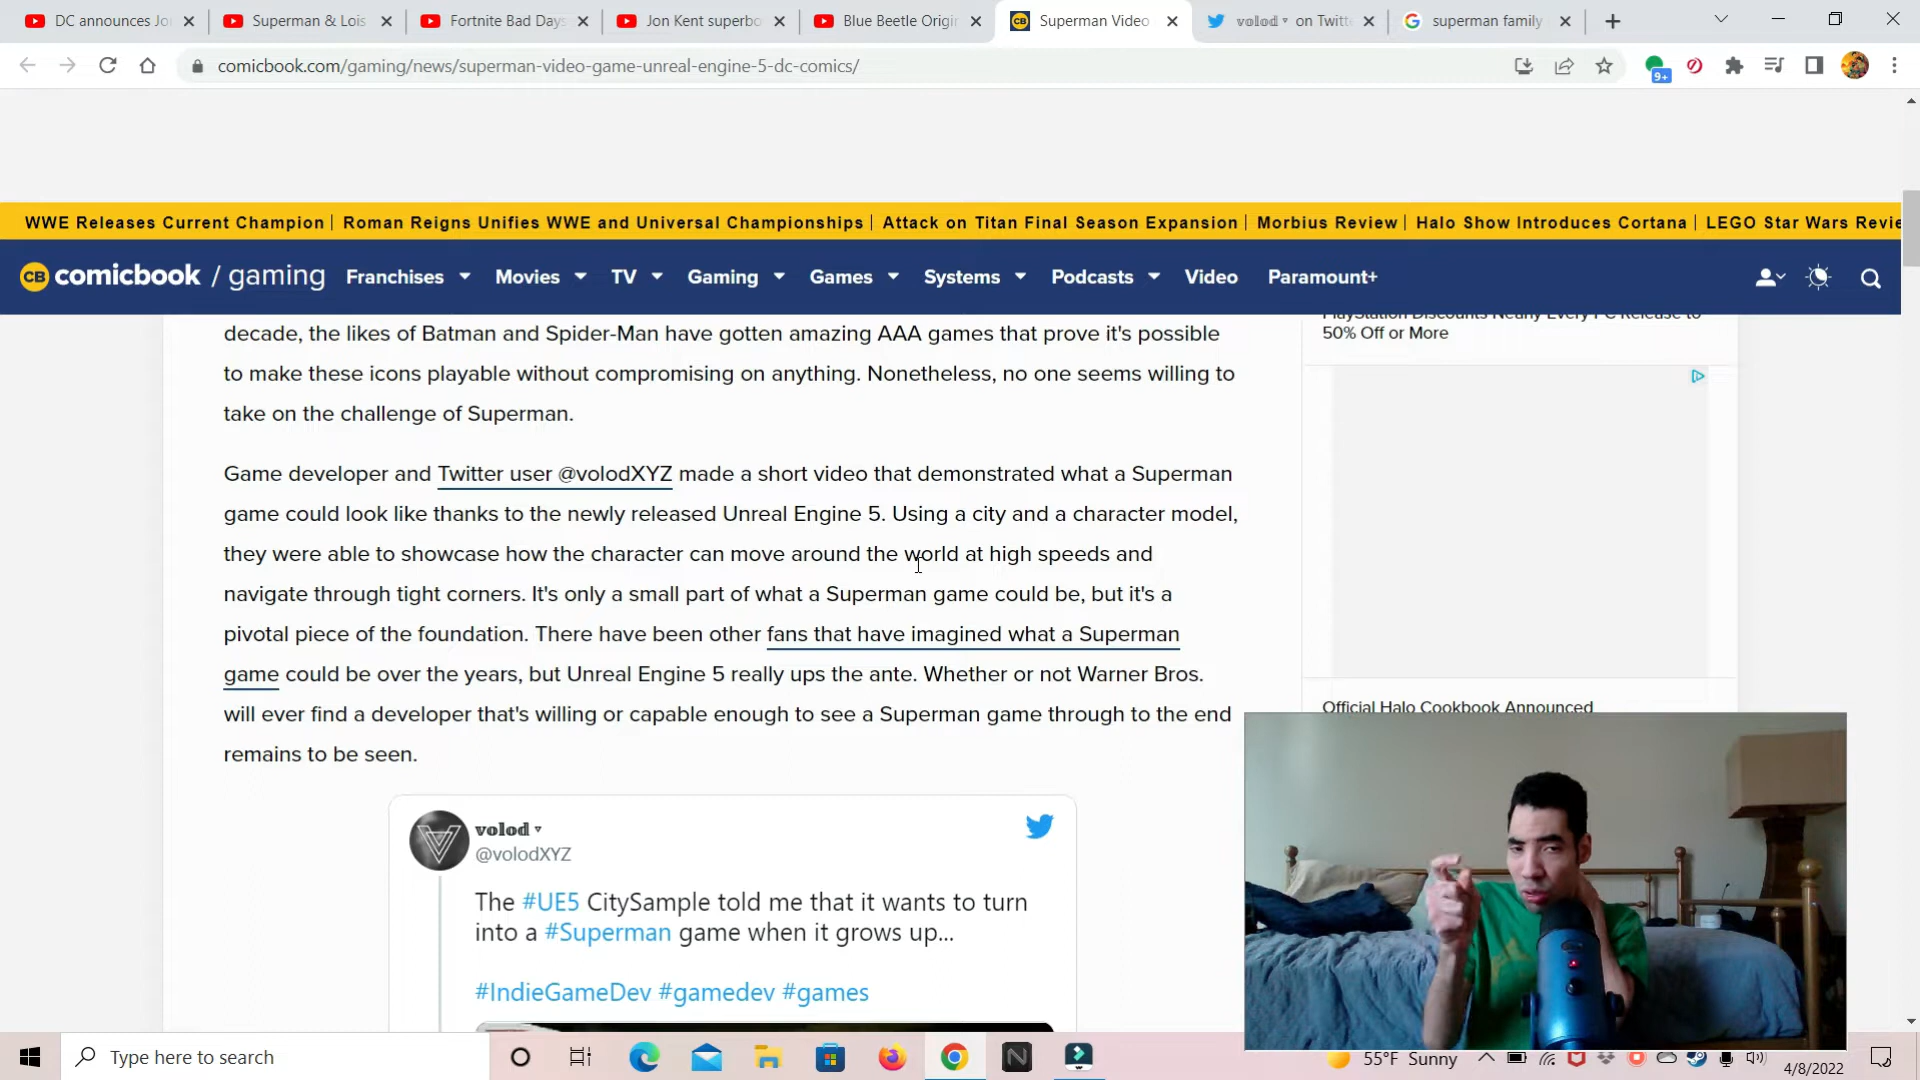 DC announces Jo
Superman & Lois
Fortnite Bad Days
Jon Kent superbo
Blue Beetle Origi
Superman Video
volod on Twitt
superman family
comicbook.com/gaming/news/superman-video-game-unreal-engine-5-dc-comics/
9+
WWE Releases Current Champion | Roman Reigns Unifies WWE and Universal Championships | Attack on Titan Final Season Expansion | Morbius Review | Halo Show Introduces Cortana | LEGO Star Wars Revie
CB comicbook / gaming Franchises Movies TV Gaming Games Systems Podcasts Video Paramount+
decade, the likes of Batman and Spider-Man have gotten amazing AAA games that prove it's possible
to make these icons playable without compromising on anything. Nonetheless, no one seems willing to
take on the challenge of Superman.
Game developer and Twitter user @volodXYZ made a short video that demonstrated what a Superman
game could look like thanks to the newly released Unreal Engine 5. Using a city and a character model,
they were able to showcase how the character can move around the world at high speeds and
navigate through tight corners. It's only a small part of what a Superman game could be, but it's a
pivotal piece of the foundation. There have been other fans that have imagined what a Superman
game could be over the years, but Unreal Engine 5 really ups the ante. Whether or not Warner Bros.
will ever find a developer that's willing or capable enough to see a Superman game through to the end
remains to be seen.
PlayStation Discounts Nearly Every PC Release to
50% Off or More
Official Halo Cookbook Announced
volod
@volodXYZ
The #UE5 CitySample told me that it wants to turn
into a #Superman game when it grows up...
#IndieGameDev #gamedev #games
Type here to search
55°F Sunny
4/8/2022